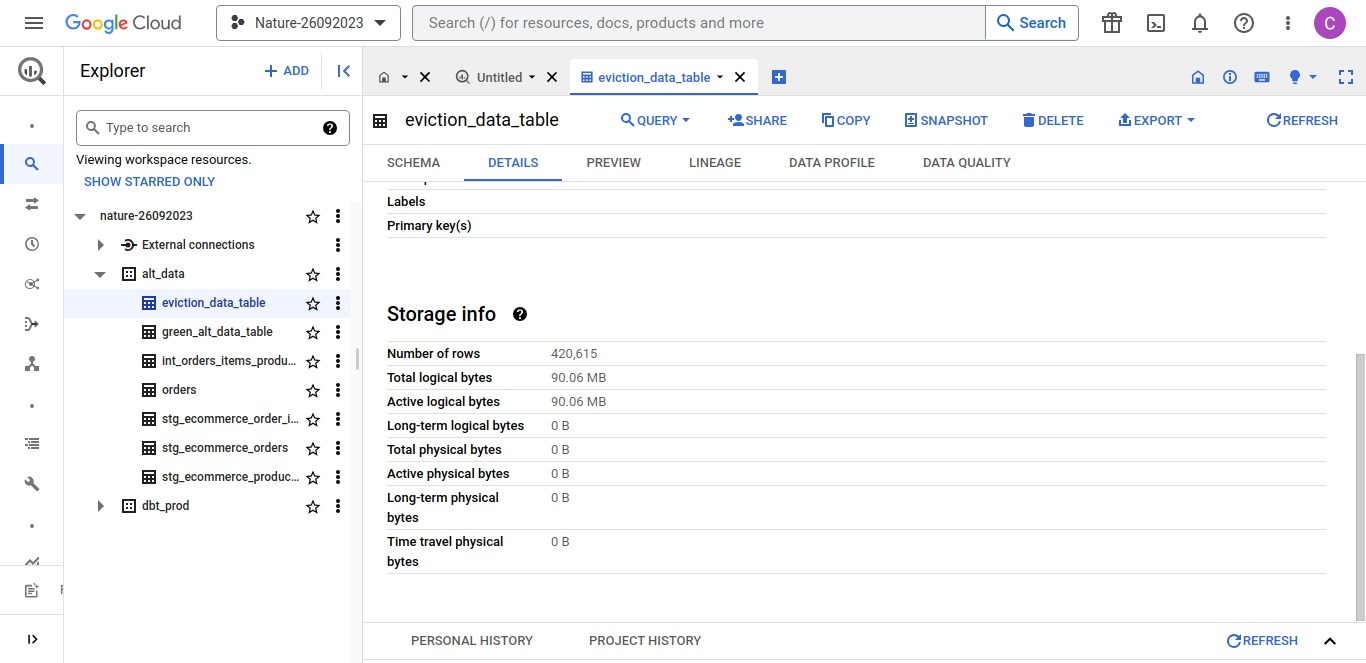 Google Cloud
Nature-26092023
Search (/) for resources, docs, products and more
Search
C
Explorer
ADD
Untitled
eviction_data_table
Type to search
Viewing workspace resources.
SHOW STARRED ONLY
nature-26092023
External connections
alt_data
eviction_data_table
green_alt_data_table
int_orders_items_produ...
orders
stg_ecommerce_order_i...
stg_ecommerce_orders
stg_ecommerce_produc...
dbt_prod
eviction_data_table
QUERY
SHARE
COPY
SNAPSHOT
DELETE
EXPORT
REFRESH
SCHEMA
DETAILS
PREVIEW
LINEAGE
DATA PROFILE
DATA QUALITY
Labels
Primary key(s)
Storage info
Number of rows 420,615
Total logical bytes 90.06 MB
Active logical bytes 90.06 MB
Long-term logical bytes 0 B
Total physical bytes 0 B
Active physical bytes 0 B
Long-term physical bytes 0 B
Time travel physical bytes 0 B
PERSONAL HISTORY
PROJECT HISTORY
REFRESH